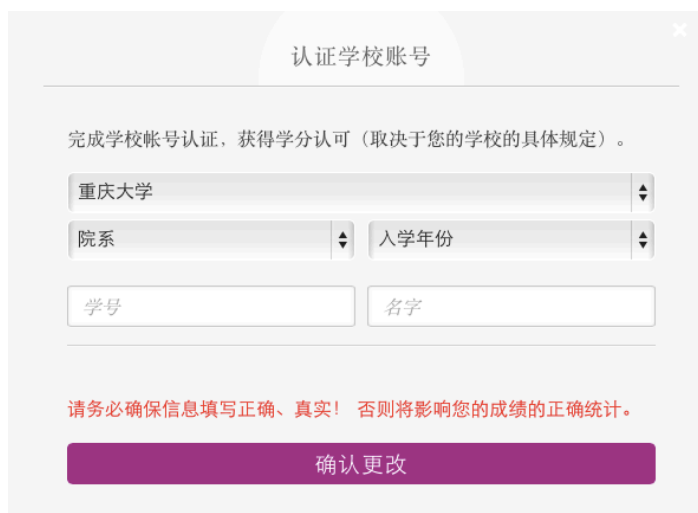 认证学校账号
完成学校帐号认证，获得学分认可（取决于您的学校的具体规定）。
重庆大学
院系 入学年份
学号 名字
请务必确保信息填写正确、真实！ 否则将影响您的成绩的正确统计。
确认更改